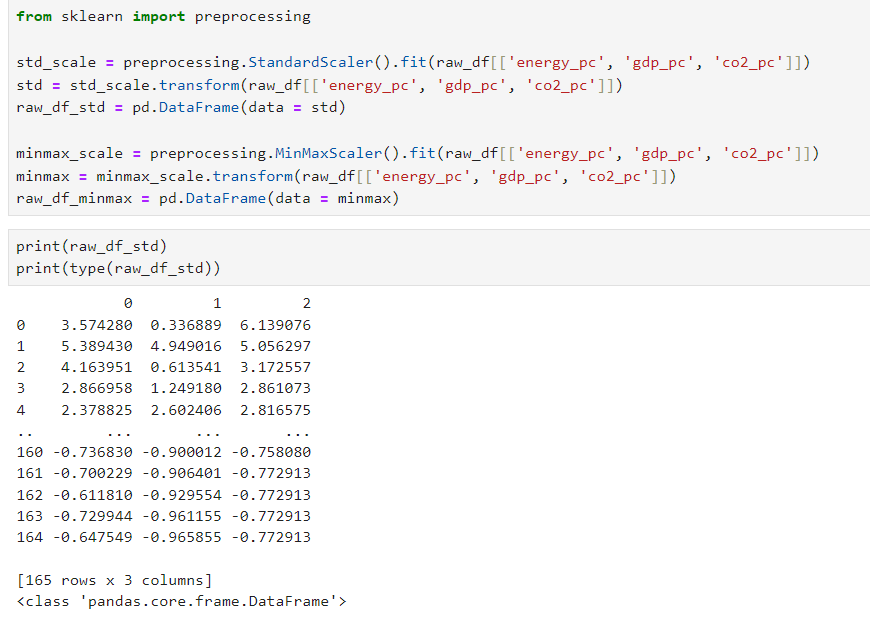 from sklearn import preprocessing
std_scale = preprocessing.StandardScaler().fit(raw_df[['energy_pc', 'gdp_pc', 'co2_pc']])
std = std_scale.transform(raw_df[['energy_pc', 'gdp_pc', 'co2_pc']])
raw_df_std = pd.DataFrame(data = std)
minmax_scale = preprocessing.MinMaxScaler().fit(raw_df[['energy_pc', 'gdp_pc', 'co2_pc']])
minmax = minmax_scale.transform(raw_df[['energy_pc', 'gdp_pc', 'co2_pc']])
raw_df_minmax = pd.DataFrame(data = minmax)
print(raw_df_std)
print(type(raw_df_std))
            0         1         2
0    3.574280  0.336889  6.139076
1    5.389430  4.949016  5.056297
2    4.163951  0.613541  3.172557
3    2.866958  1.249180  2.861073
4    2.378825  2.602406  2.816575
..        ...       ...       ...
160 -0.736830 -0.900012 -0.758080
161 -0.700229 -0.906401 -0.772913
162 -0.611810 -0.929554 -0.772913
163 -0.729944 -0.961155 -0.772913
164 -0.647549 -0.965855 -0.772913
[165 rows x 3 columns]
<class 'pandas.core.frame.DataFrame'>